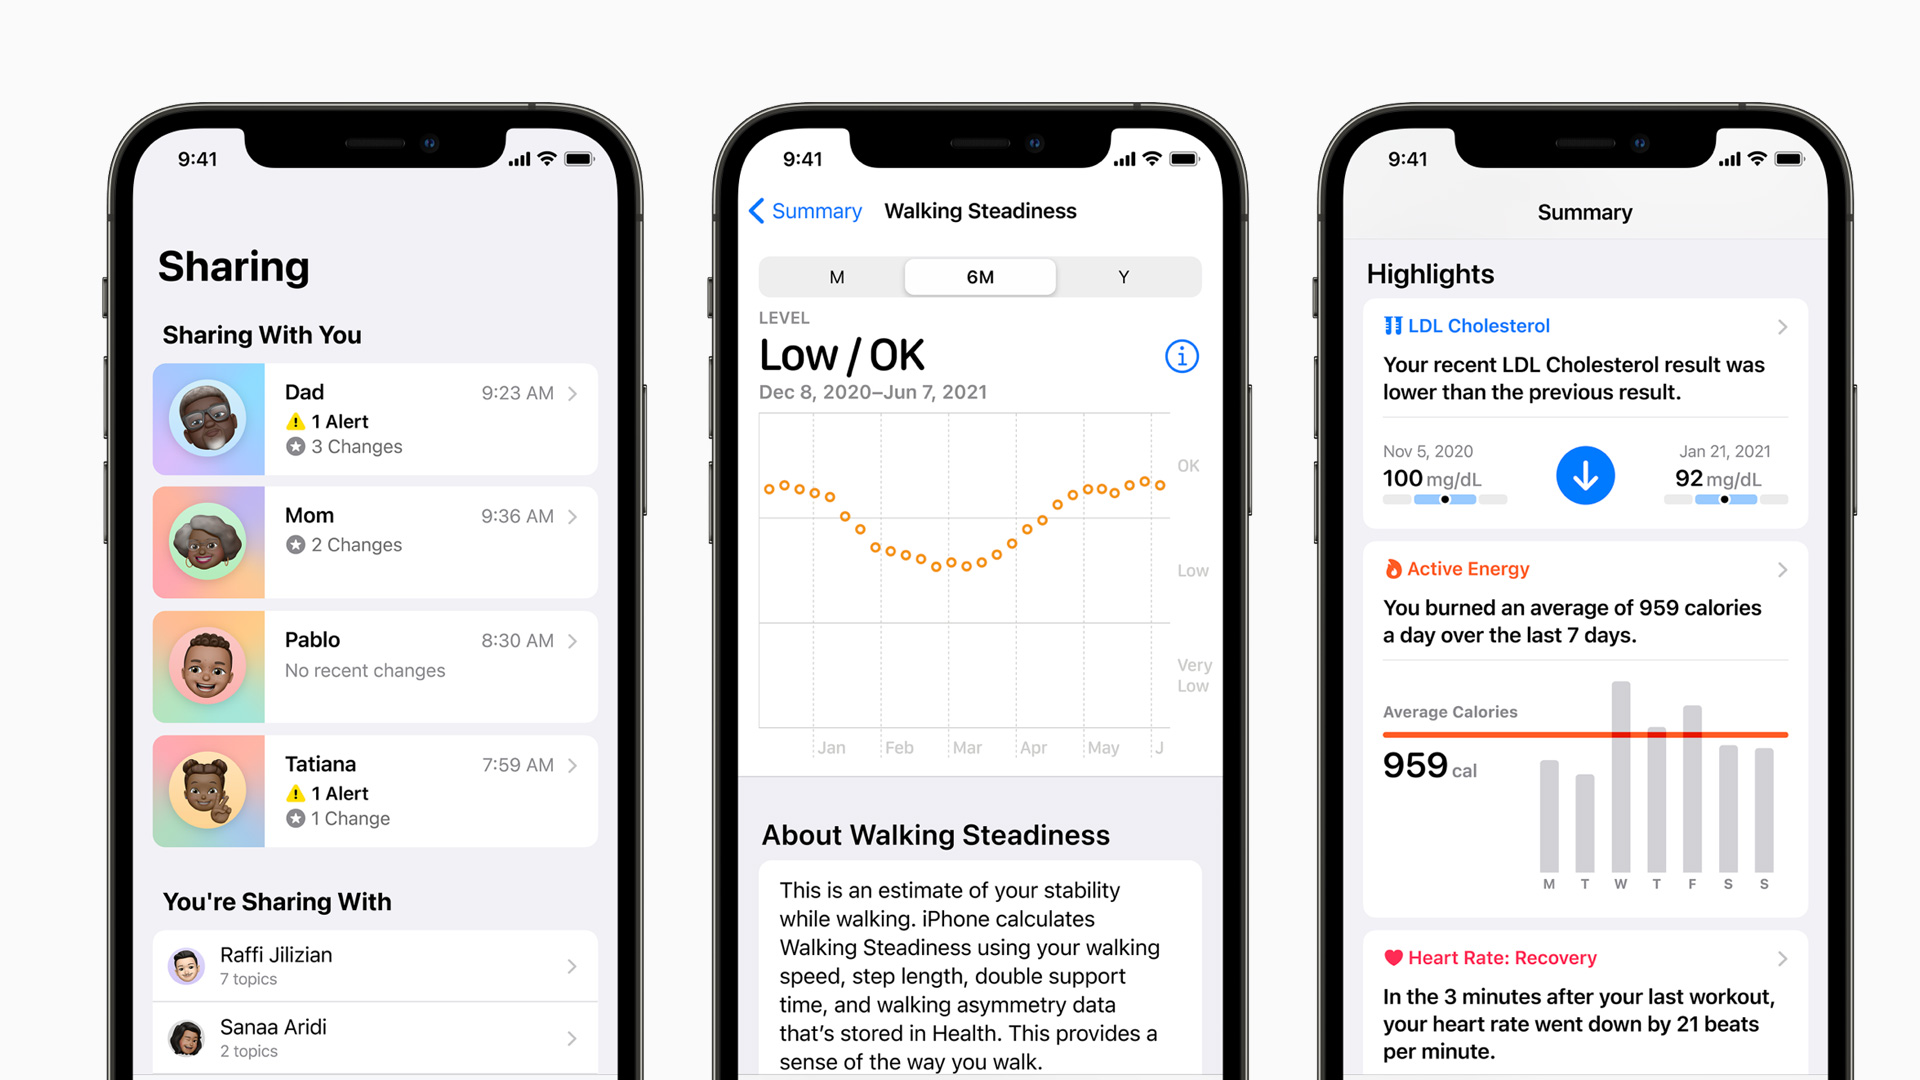 9:41
Sharing
Sharing With You
Dad
9:23 AM
1 Alert
3 Changes
Mom
9:36 AM
2 Changes
Pablo
8:30 AM
No recent changes
Tatiana
7:59 AM
1 Alert
1 Change
You're Sharing With
Raffi Jilizian
7 topics
Sanaa Aridi
2 topics
9:41
Summary
Walking Steadiness
M
6M
Y
LEVEL
Low / OK
Dec 8, 2020–Jun 7, 2021
OK
Low
Very
Low
Jan
Feb
Mar
Apr
May
J
About Walking Steadiness
This is an estimate of your stability
while walking. iPhone calculates
Walking Steadiness using your walking
speed, step length, double support
time, and walking asymmetry data
that’s stored in Health. This provides a
sense of the way you walk.
9:41
Summary
Highlights
LDL Cholesterol
Your recent LDL Cholesterol result was
lower than the previous result.
Nov 5, 2020
100 mg/dL
Jan 21, 2021
92 mg/dL
Active Energy
You burned an average of 959 calories
a day over the last 7 days.
Average Calories
959 cal
M T W T F S S
Heart Rate: Recovery
In the 3 minutes after your last workout,
your heart rate went down by 21 beats
per minute.